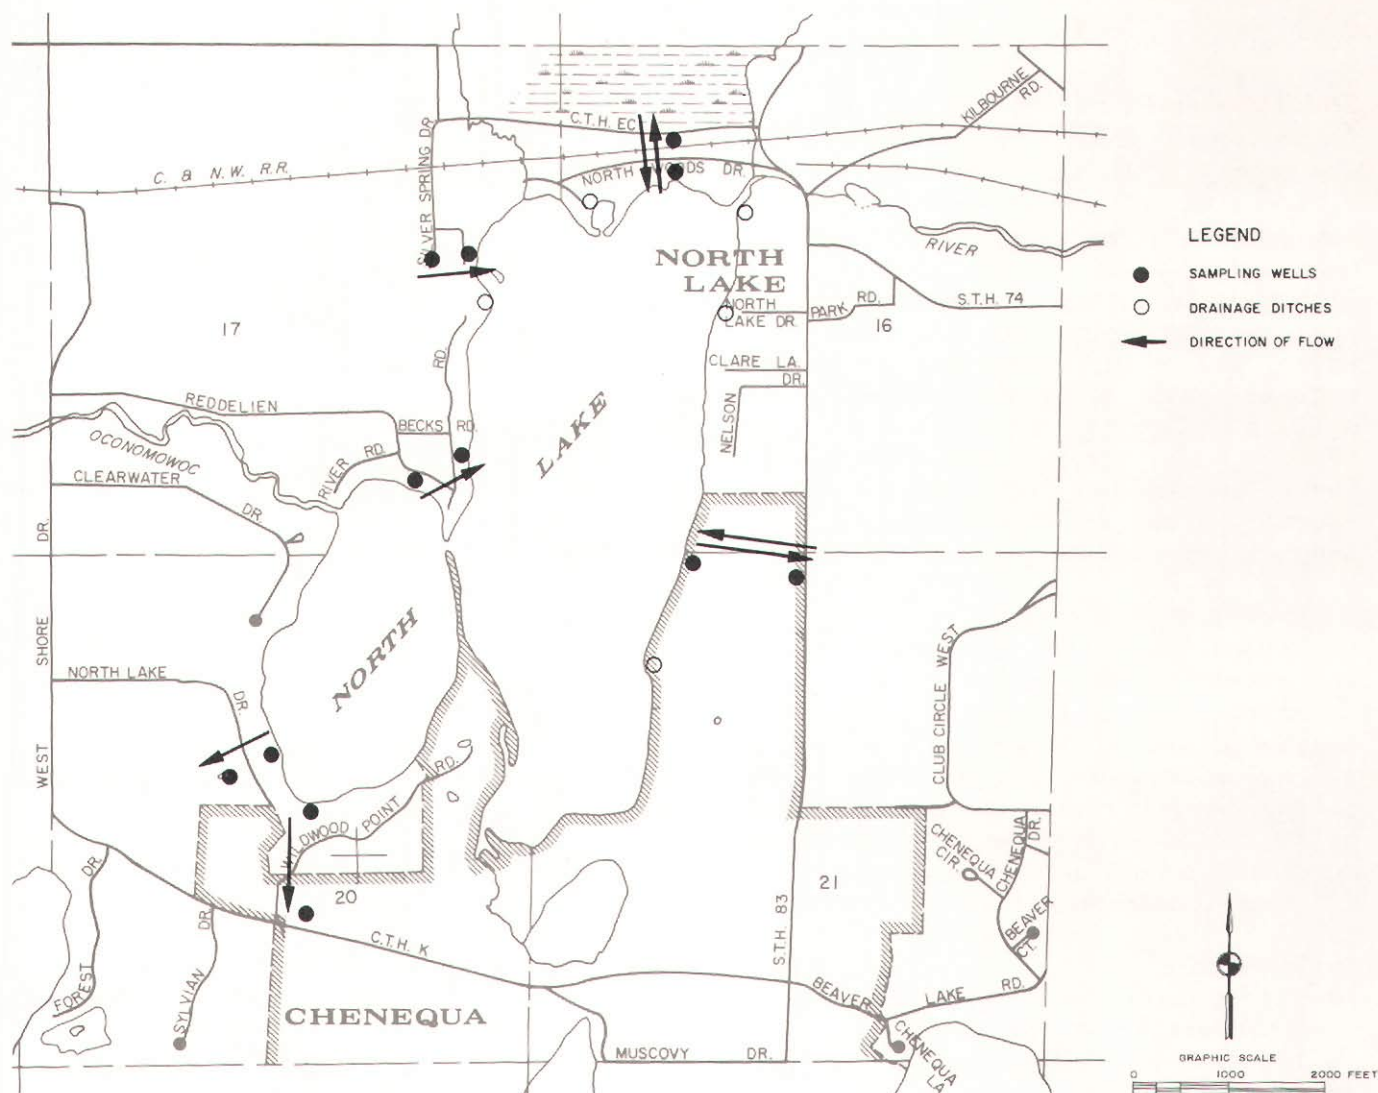 KILBOURNE
RD.
C.T.H. EC
C. & N.W. R.R.
SILVER SPRING DR.
NORTH WOODS DR.
RIVER
LEGEND
NORTH
LAKE
SAMPLING WELLS
NORTH
LAKE DR.
PARK RD.
S.T.H. 74
DRAINAGE DITCHES
17
16
DIRECTION OF FLOW
RD.
CLARE LA.
DR.
NELSON
REDDELIEN
BECKS RD.
LAKE
OCONOMOWOC
RIVER RD.
CLEARWATER
DR.
WEST SHORE DR.
NORTH
NORTH LAKE
DR.
CLUB CIRCLE WEST
WILDWOOD POINT RD.
CHENEQUA
CIR.
CHENEQUA
DR.
20
21
BEAVER
CT.
S.T.H. 83
C.T.H. K
FOREST DR.
SYLVIAN DR.
BEAVER LAKE RD.
CHENEQUA
MUSCOVY DR.
CHENEQUA
LA.
GRAPHIC SCALE
0 1000 2000 FEET